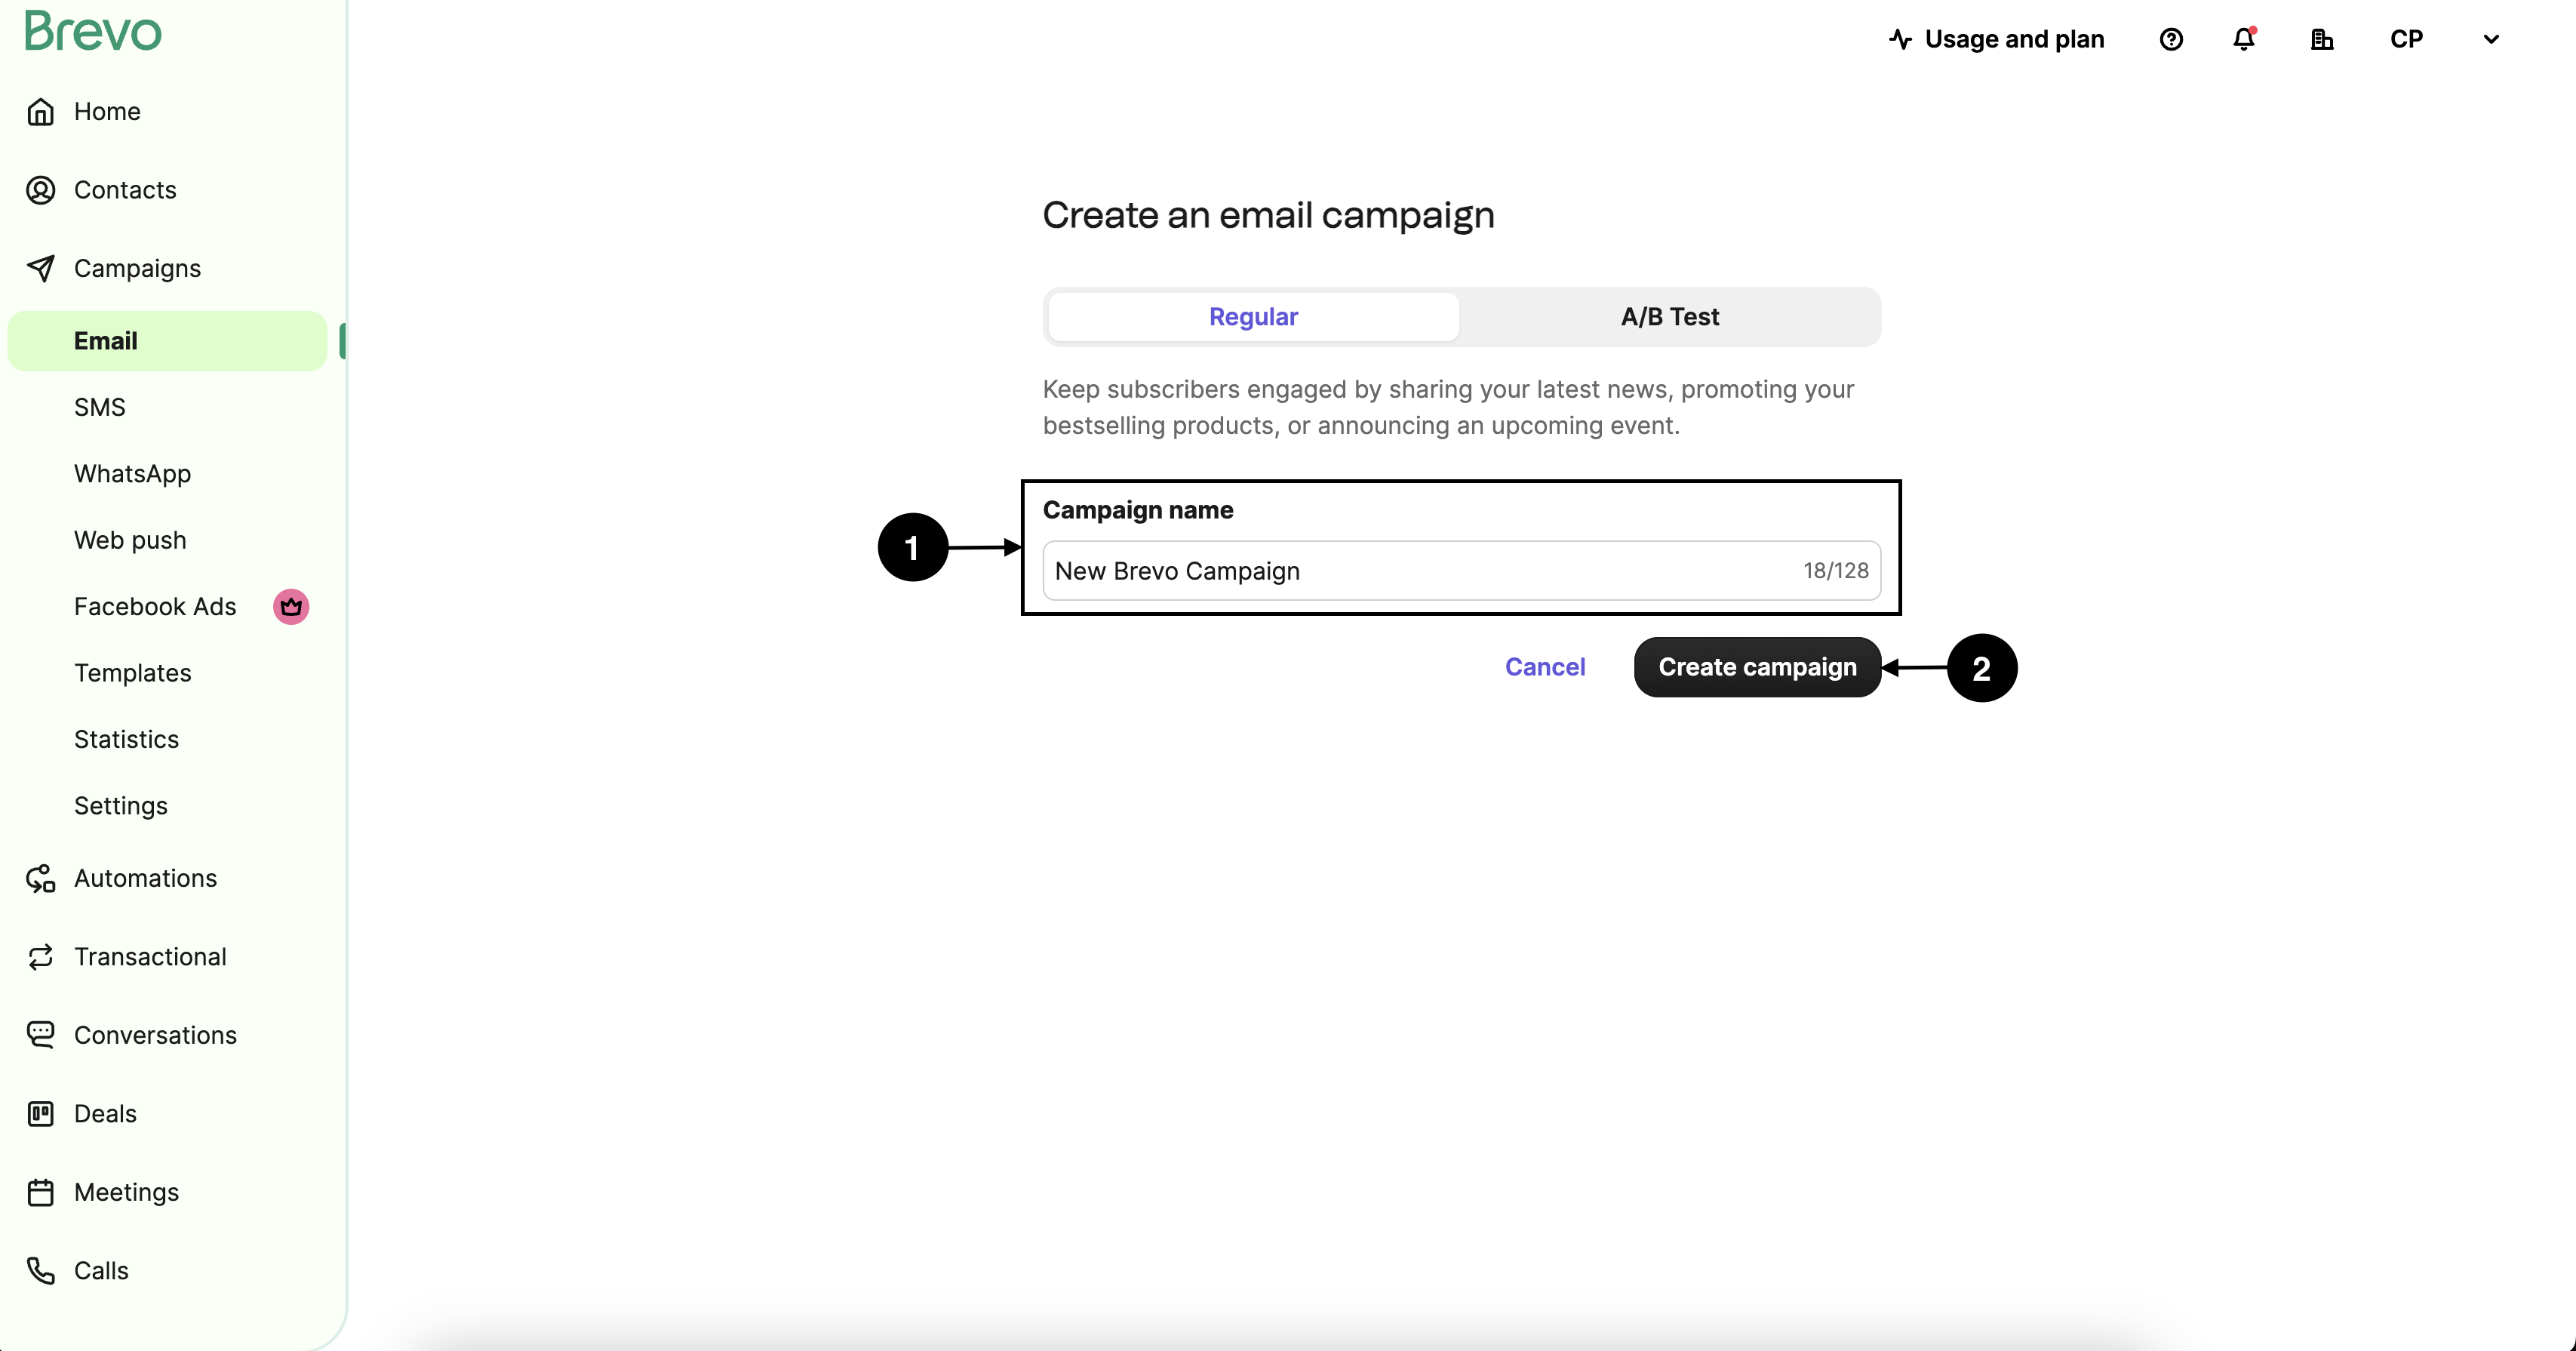 Brevo
Usage and plan
CP
Home
Contacts
Campaigns
Email
SMS
WhatsApp
Web push
Facebook Ads
Templates
Statistics
Settings
Automations
Transactional
Conversations
Deals
Meetings
Calls
Create an email campaign
Regular
A/B Test
Keep subscribers engaged by sharing your latest news, promoting your
bestselling products, or announcing an upcoming event.
1
Campaign name
New Brevo Campaign 18/128
Cancel
Create campaign
2